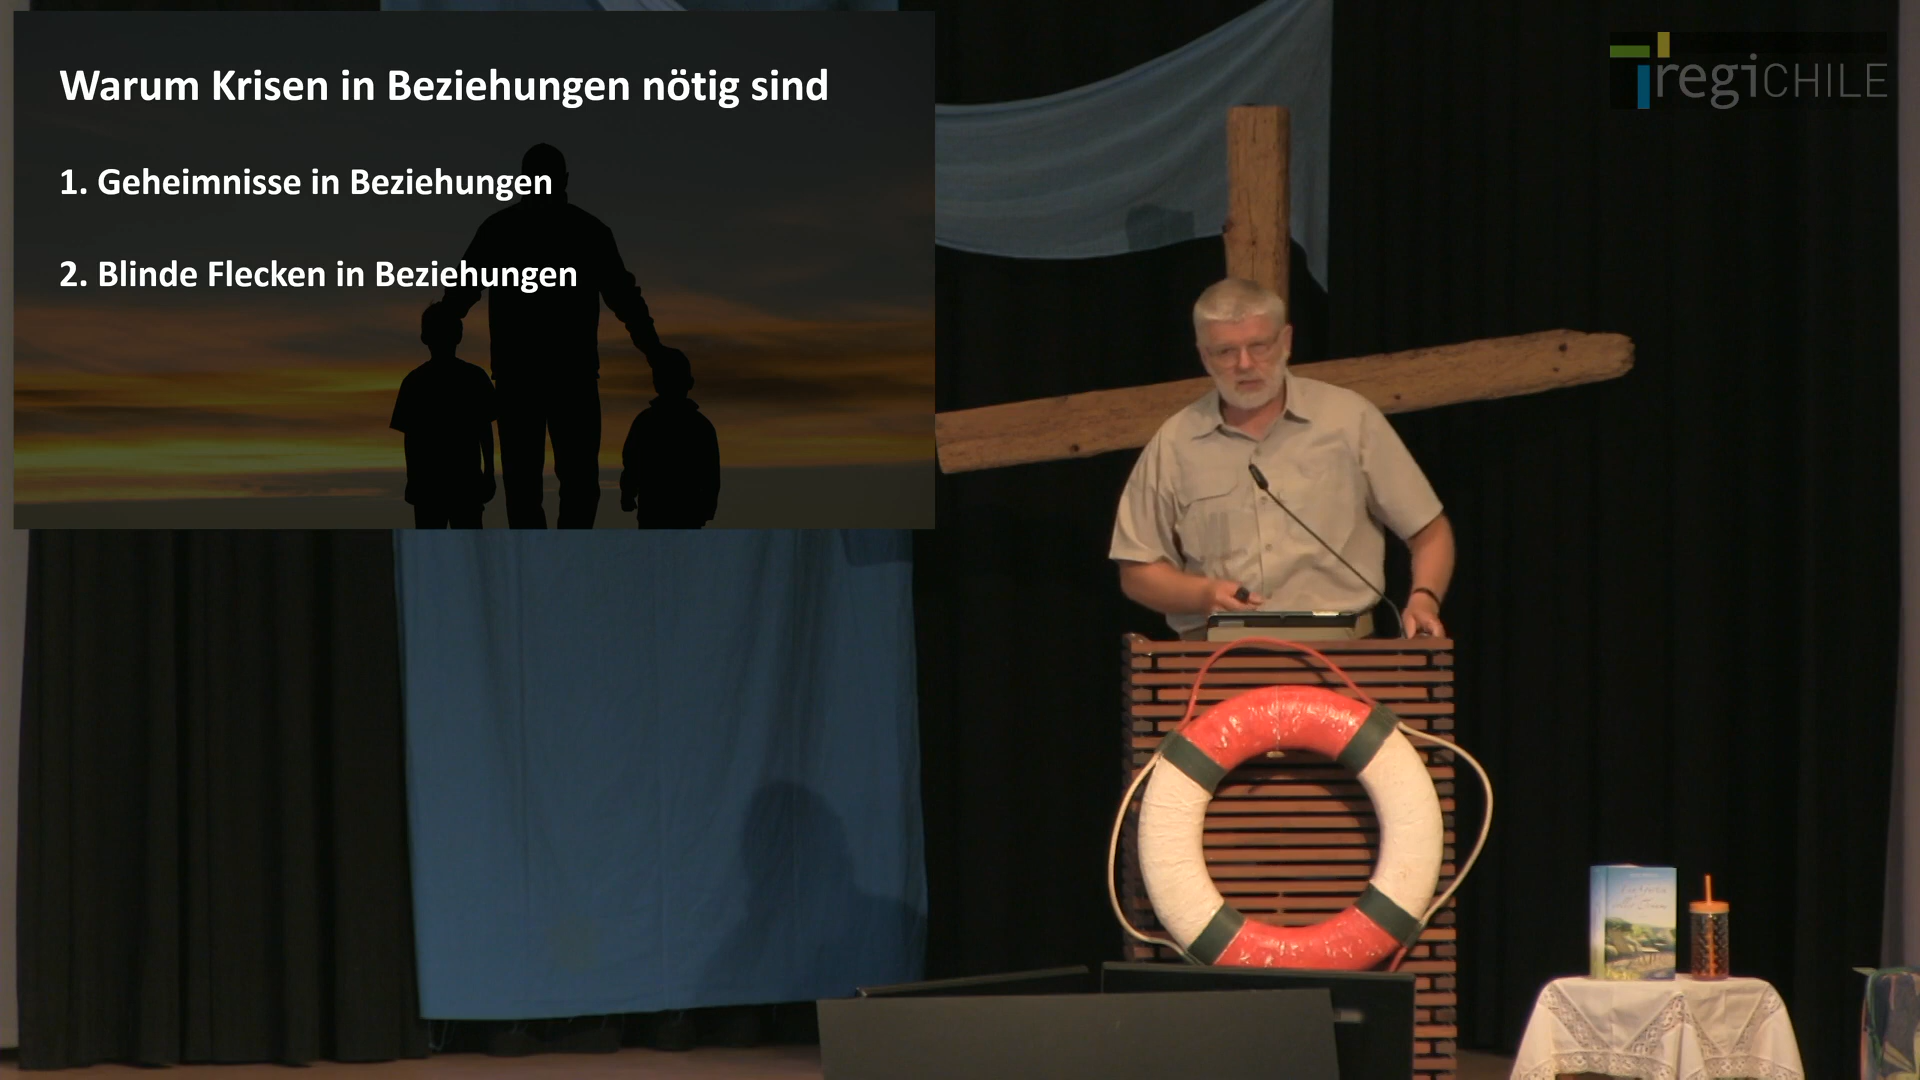 Warum Krisen in Beziehungen nötig sind
1. Geheimnisse in Beziehungen
2. Blinde Flecken in Beziehungen
regiCHILE